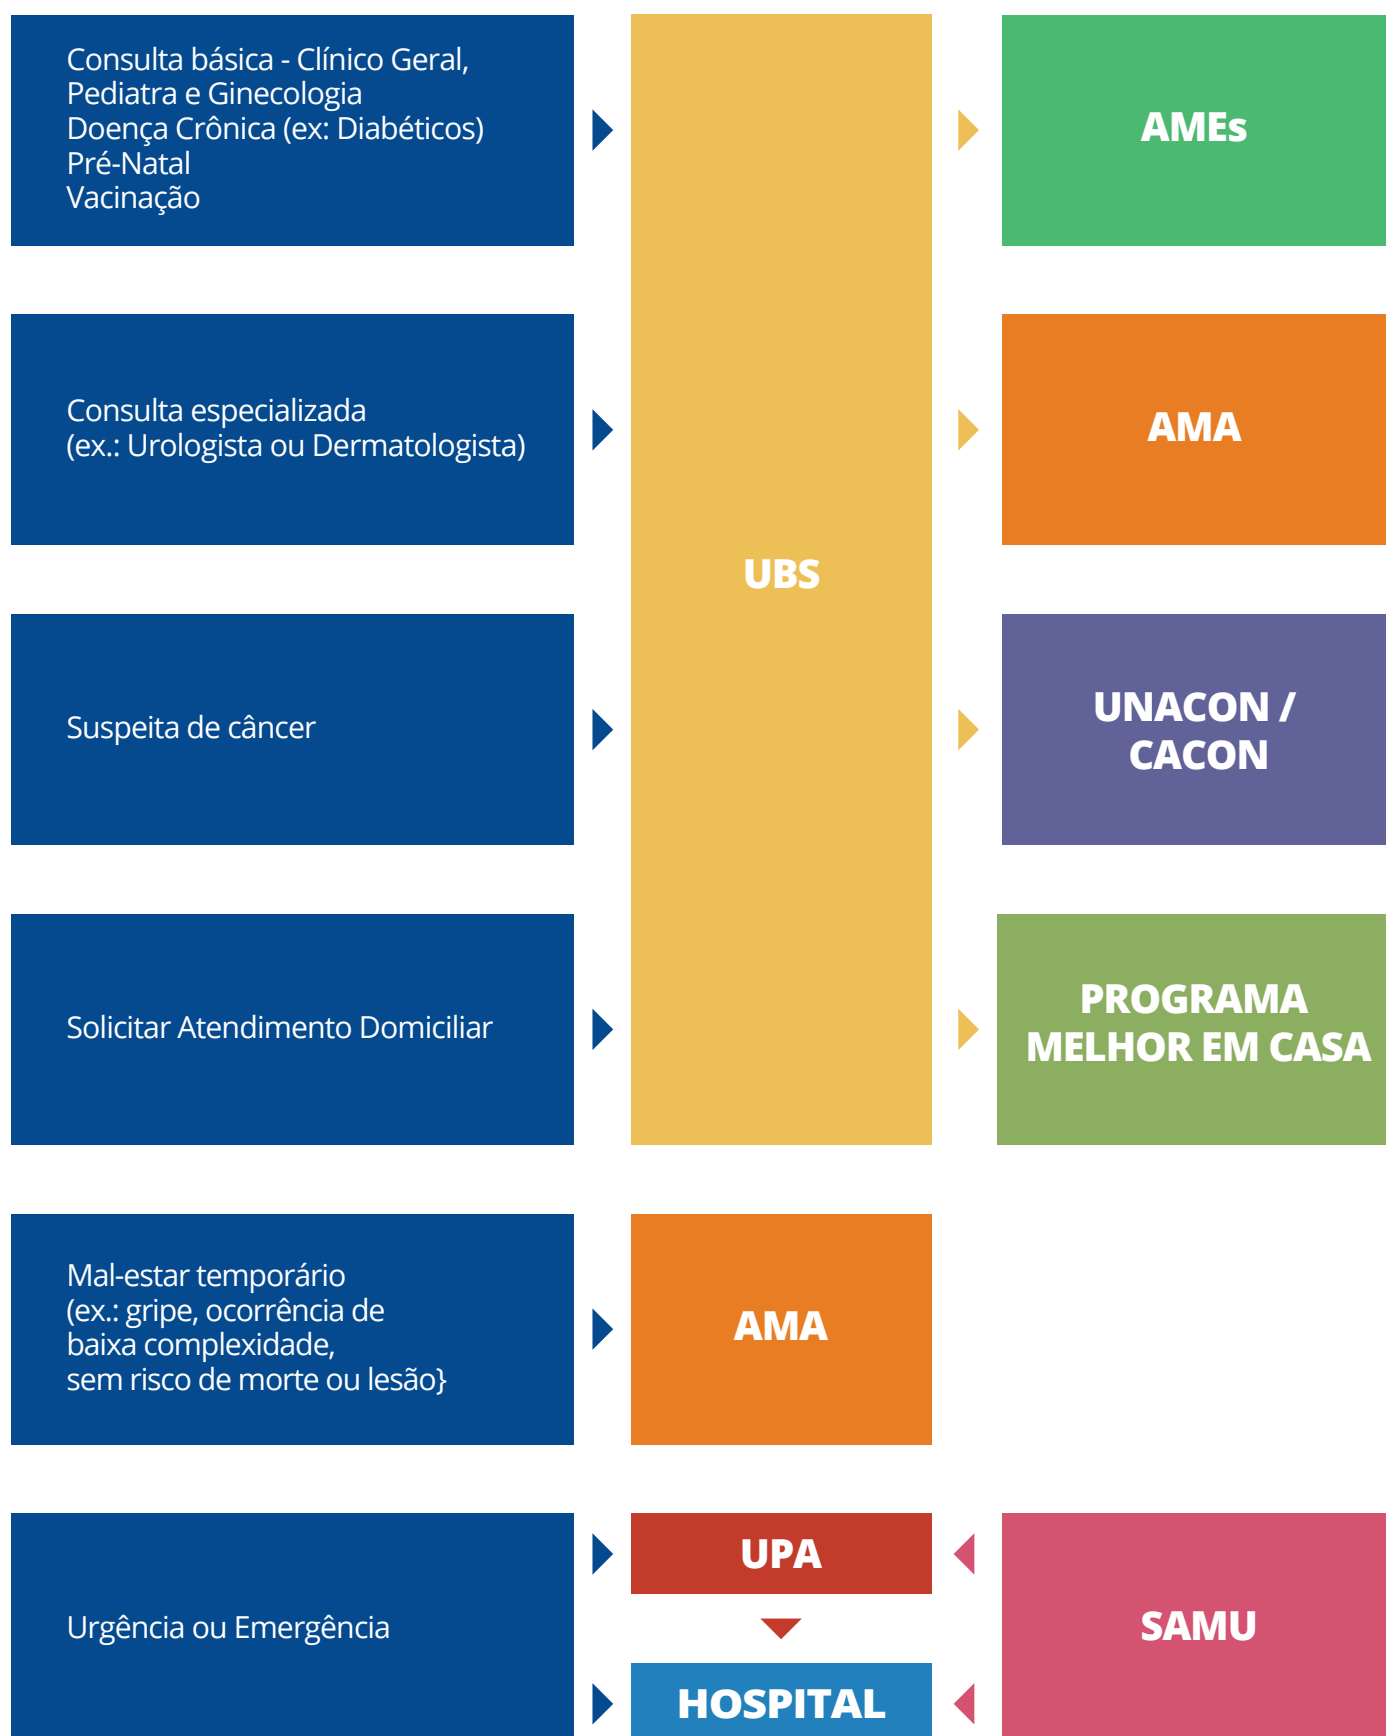 Consulta básica - Clínico Geral,
Pediatra e Ginecologia
Doença Crônica (ex: Diabéticos)
Pré-Natal
Vacinação
AMEs
Consulta especializada
(ex.: Urologista ou Dermatologista)
AMA
UBS
Suspeita de câncer
UNACON /
CACON
Solicitar Atendimento Domiciliar
PROGRAMA
MELHOR EM CASA
Mal-estar temporário
(ex.: gripe, ocorrência de
baixa complexidade,
sem risco de morte ou lesão}
AMA
Urgência ou Emergência
UPA
HOSPITAL
SAMU